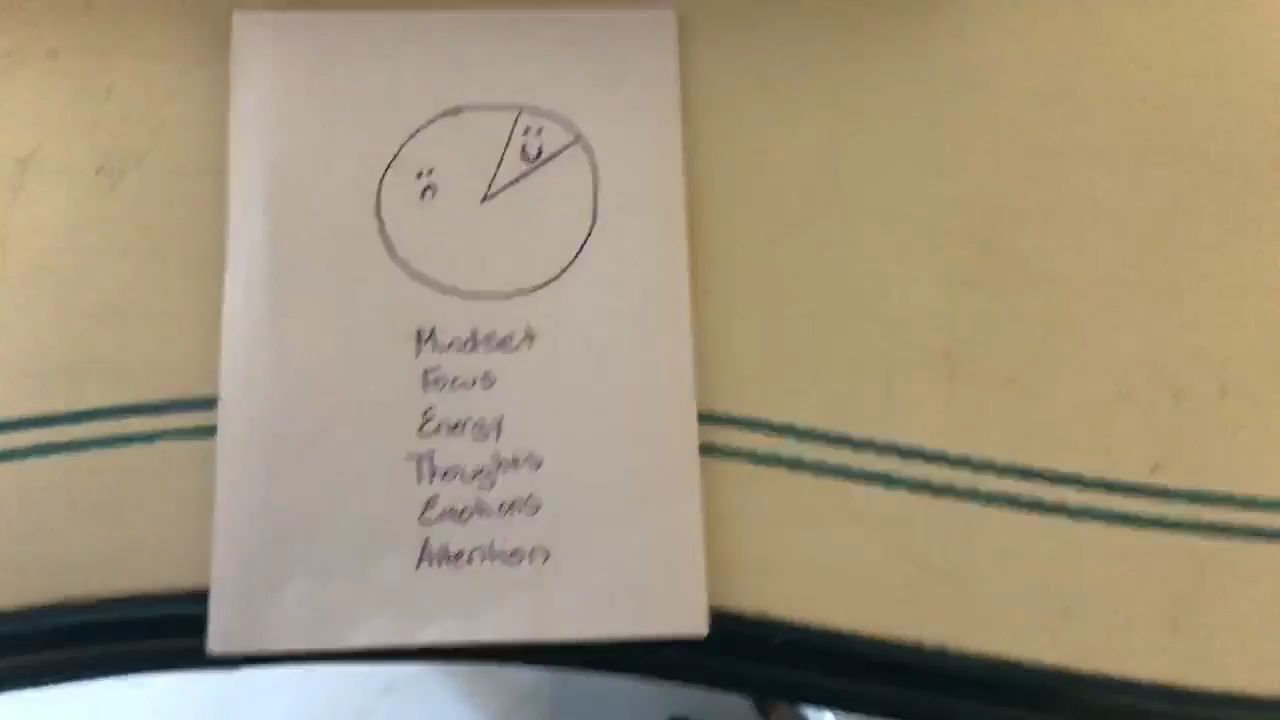 Mindset
Focus
Energy
Thoughts
Emotions
Attention